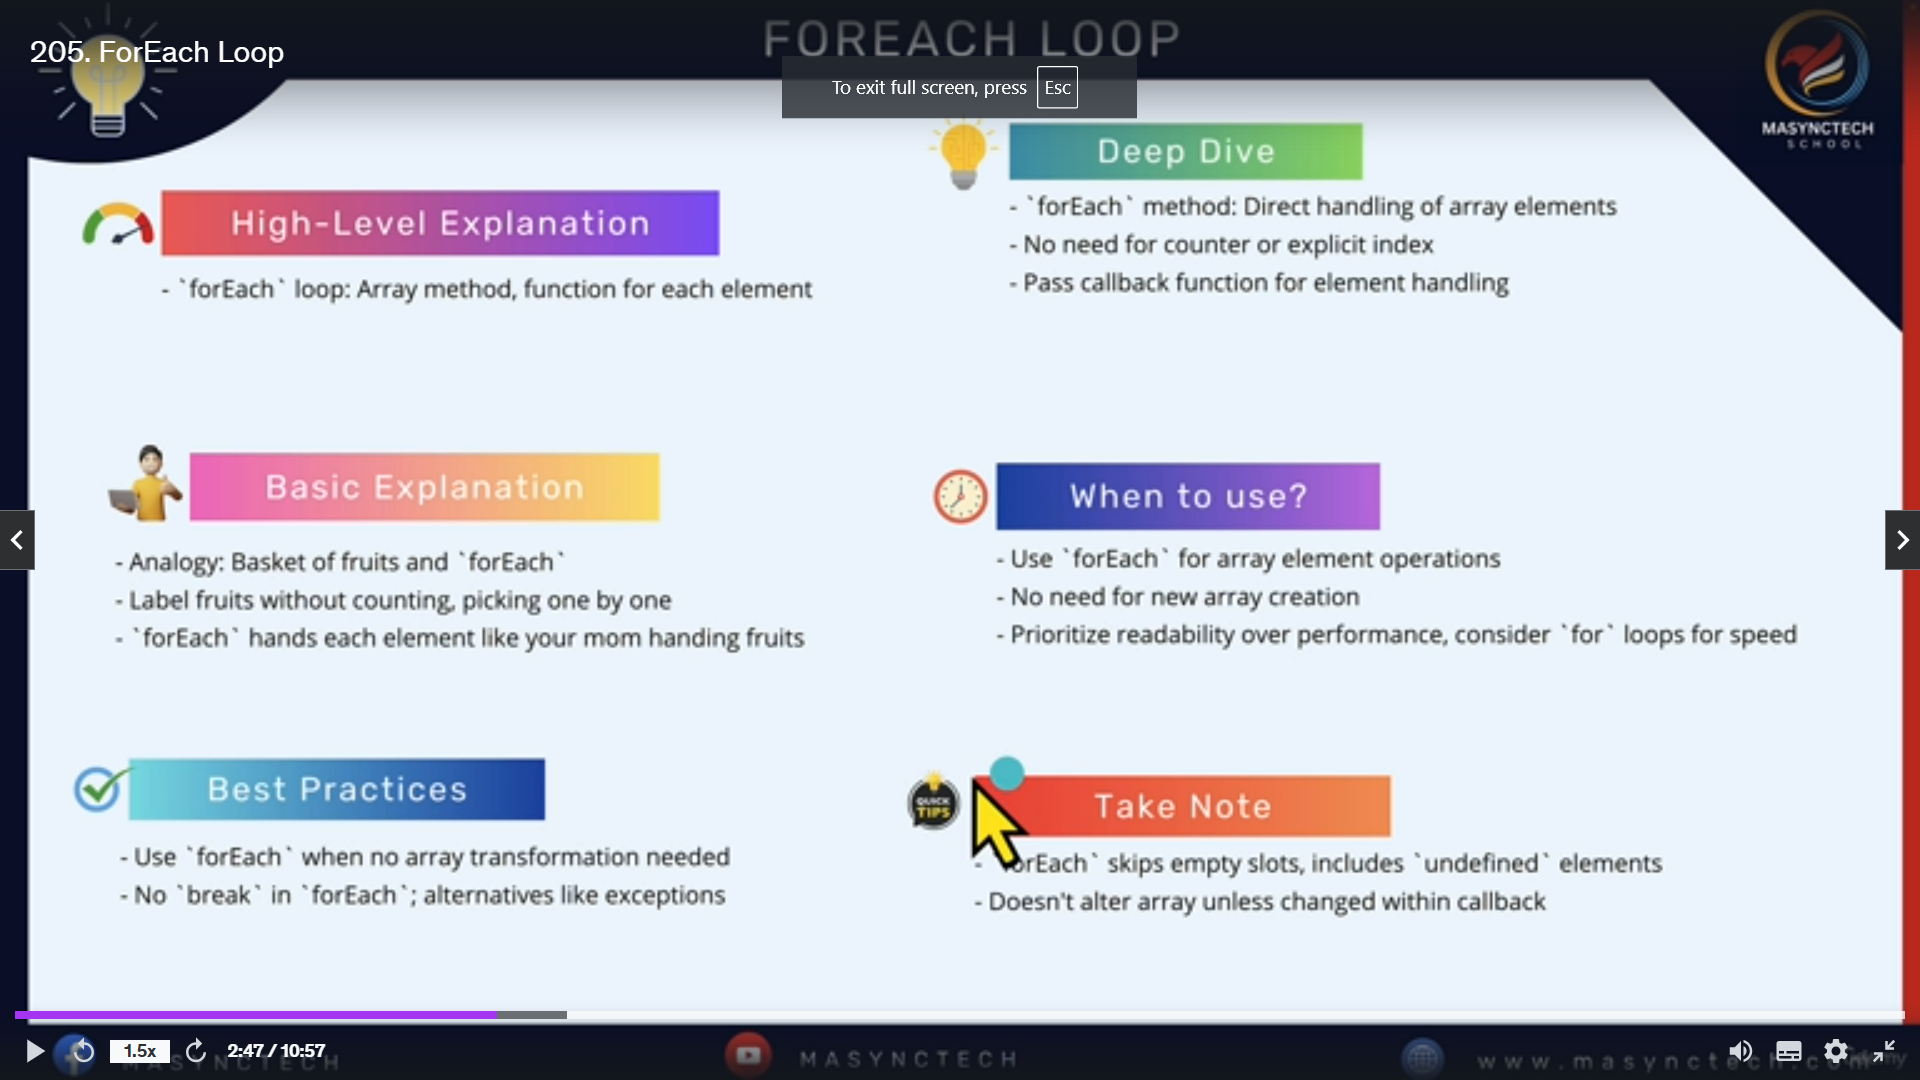 FOREACH LOOP
205. ForEach Loop
To exit full screen, press Esc
MASYNCTECH
SCHOOL
High-Level Explanation
- `forEach` loop: Array method, function for each element
Deep Dive
- `forEach` method: Direct handling of array elements
- No need for counter or explicit index
- Pass callback function for element handling
Basic Explanation
- Analogy: Basket of fruits and `forEach`
- Label fruits without counting, picking one by one
- `forEach` hands each element like your mom handing fruits
When to use?
- Use `forEach` for array element operations
- No need for new array creation
- Prioritize readability over performance, consider `for` loops for speed
Best Practices
- Use `forEach` when no array transformation needed
- No `break` in `forEach`; alternatives like exceptions
QUICK
TIPS
Take Note
- orEach` skips empty slots, includes `undefined` elements
- Doesn't alter array unless changed within callback
1.5x
2:47 / 10:57
MASYNCTECH
www.masynctech.com